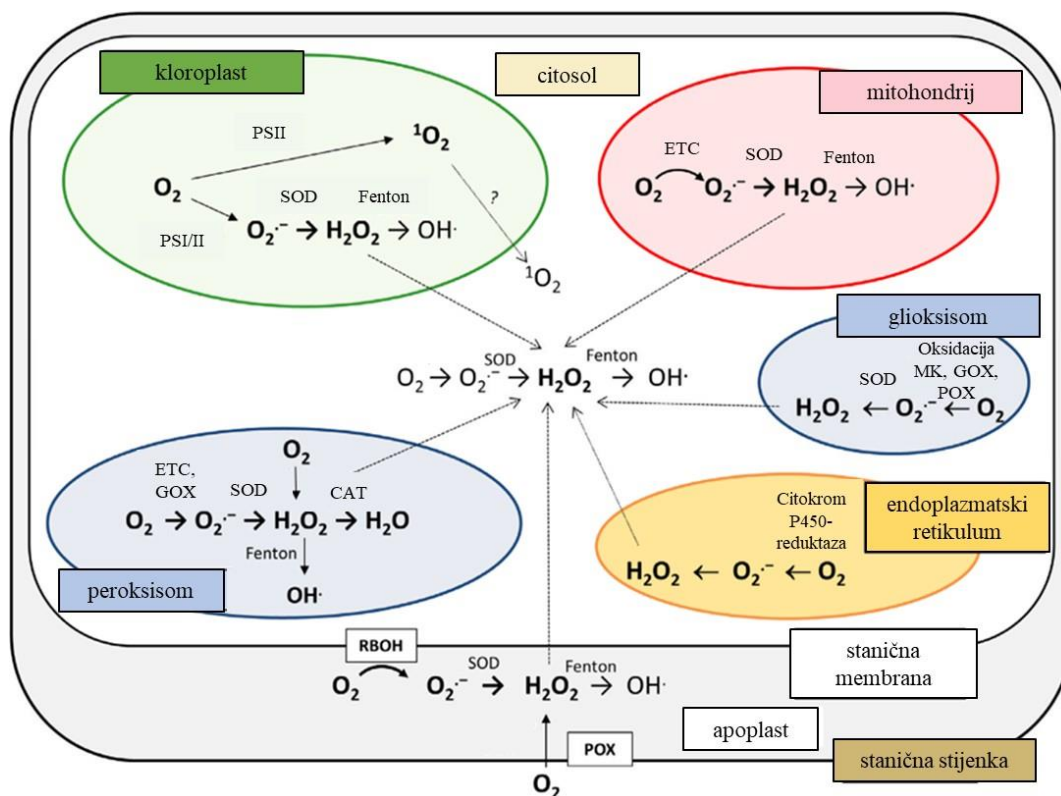 kloroplast
citosol
mitohondrij
PSII
¹O₂
O₂
SOD
Fenton
PSI/II
O₂·⁻ → H₂O₂ → OH·
?
¹O₂
ETC
SOD
Fenton
O₂ O₂·⁻ → H₂O₂ → OH·
glioksisom
Oksidacija
MK, GOX,
POX
SOD
H₂O₂ ← O₂·⁻ ← O₂
SOD
Fenton
O₂ → O₂·⁻ → H₂O₂ → OH·
O₂
ETC,
GOX
SOD
CAT
O₂ → O₂·⁻ → H₂O₂ → H₂O
Fenton
OH·
peroksisom
Citokrom
P450-
reduktaza
endoplazmatski
retikulum
H₂O₂ ← O₂·⁻ ← O₂
RBOH
SOD
Fenton
O₂ O₂·⁻ → H₂O₂ → OH·
stanična
membrana
apoplast
POX
O₂
stanična stijenka